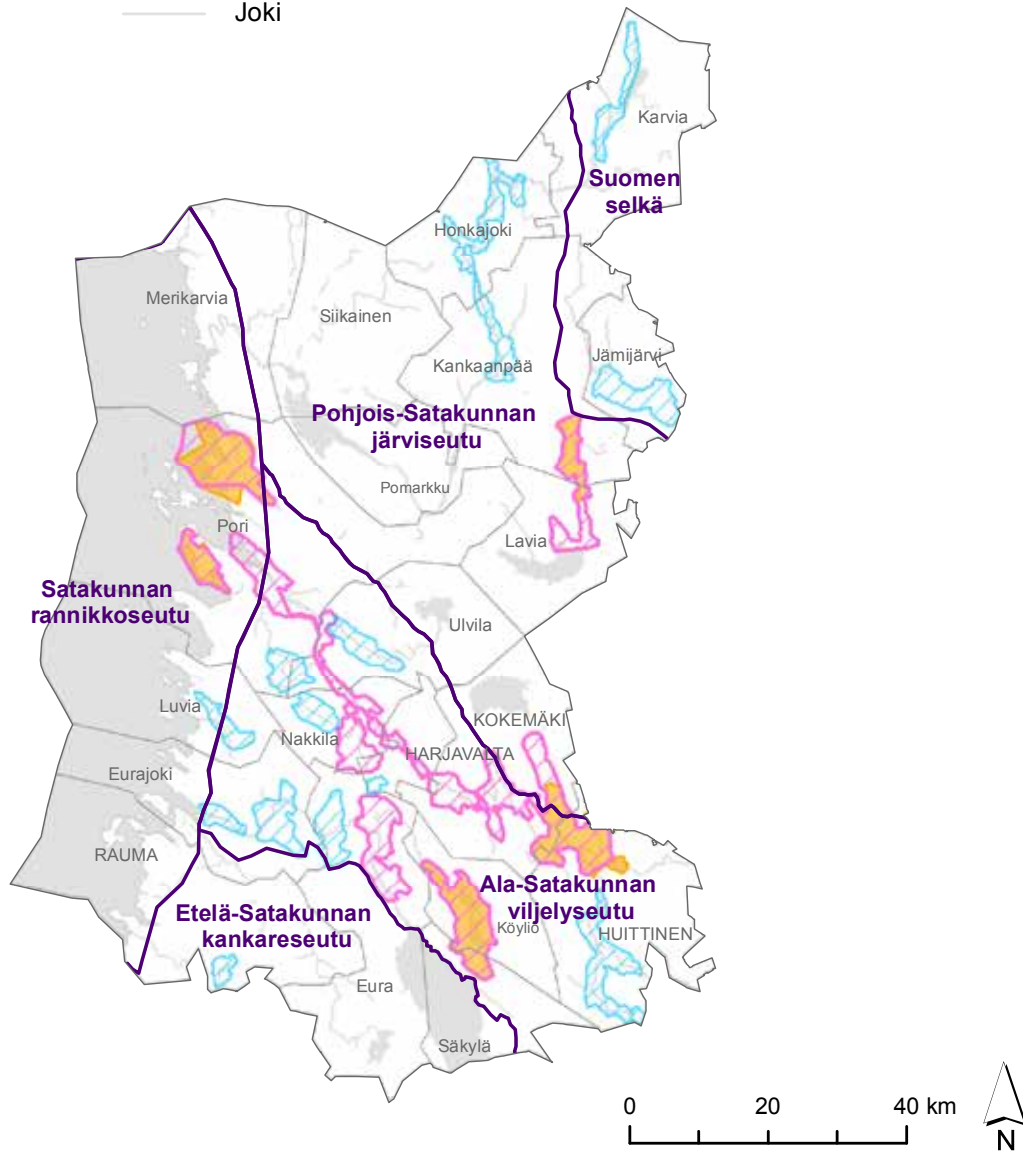 Joki
Karvia
Suomen
selkä
Honkajoki
Merikarvia
Siikainen
Jämijärvi
Kankaanpää
Pohjois-Satakunnan
järviseutu
Pomarkku
Pori
Lavia
Satakunnan
rannikkoseutu
Ulvila
Luvia
KOKEMÄKI
Nakkila
HARJAVALTA
Eurajoki
RAUMA
Ala-Satakunnan
viljelyseutu
Etelä-Satakunnan
kankareseutu
Köyliö
HUITTINEN
Eura
Säkylä
0 20 40 km
N